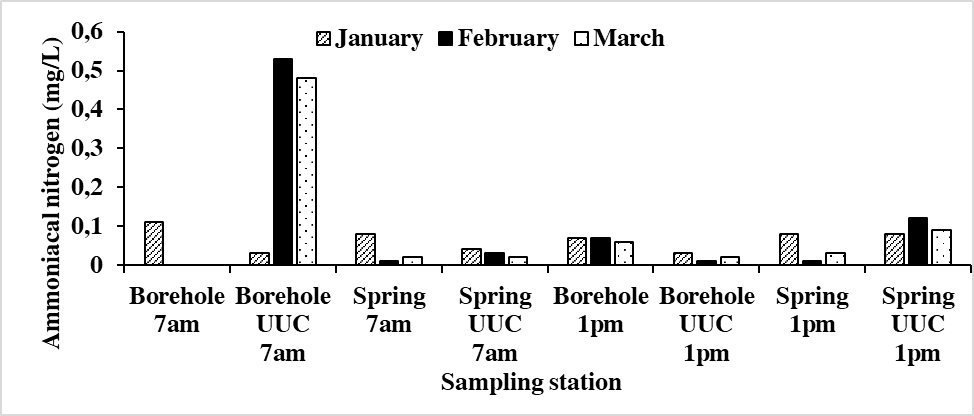 Ammoniacal nitrogen (mg/L)
0,6
0,5
0,4
0,3
0,2
0,1
0
January February March
Borehole 7am
Borehole UUC 7am
Spring 7am
Spring UUC 7am
Borehole 1pm
Borehole UUC 1pm
Spring 1pm
Spring UUC 1pm
Sampling station